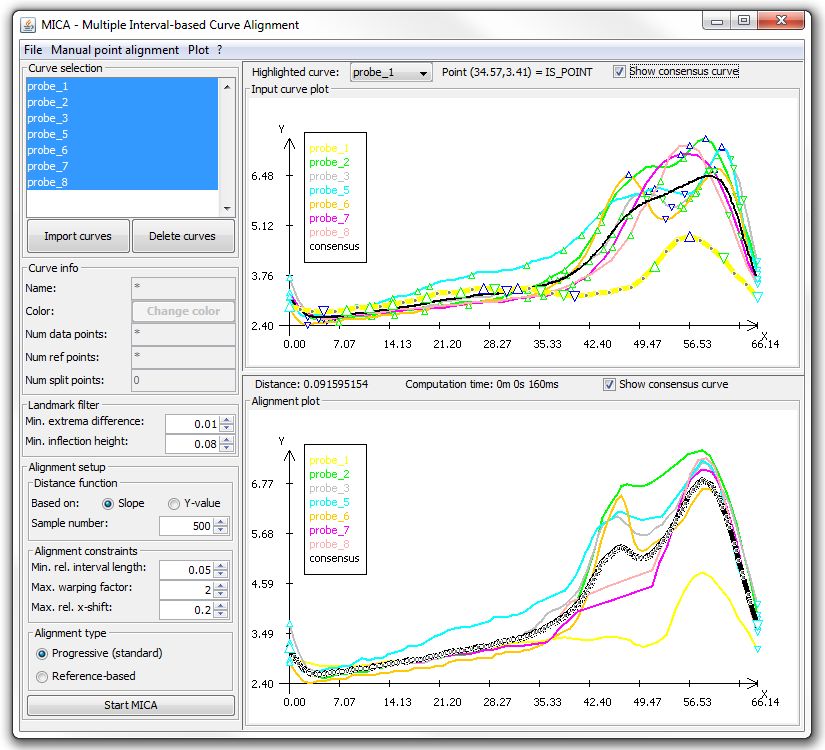 MICA - Multiple Interval-based Curve Alignment
File Manual point alignment Plot ?
Curve selection
probe_1
probe_2
probe_3
probe_5
probe_6
probe_7
probe_8
Import curves Delete curves
Curve info
Name: *
Color: Change color
Num data points: *
Num ref points: *
Num split points: 0
Landmark filter
Min. extrema difference: 0.01
Min. inflection height: 0.08
Alignment setup
Distance function
Based on: Slope Y-value
Sample number: 500
Alignment constraints
Min. rel. interval length: 0.05
Max. warping factor: 2
Max. rel. x-shift: 0.2
Alignment type
Progressive (standard)
Reference-based
Start MICA
Highlighted curve: probe_1 Point (34.57,3.41) = IS_POINT Show consensus curve
Input curve plot
Y
probe_1
probe_2
probe_3
probe_5
probe_6
probe_7
probe_8
consensus
6.48
5.12
3.76
2.40
X
0.00 7.07 14.13 21.20 28.27 35.33 42.40 49.47 56.53 66.14
Distance: 0.091595154 Computation time: 0m 0s 160ms Show consensus curve
Alignment plot
Y
probe_1
probe_2
probe_3
probe_5
probe_6
probe_7
probe_8
consensus
6.77
5.68
4.59
3.49
2.40
X
0.00 7.07 14.13 21.20 28.27 35.33 42.40 49.47 56.53 66.14